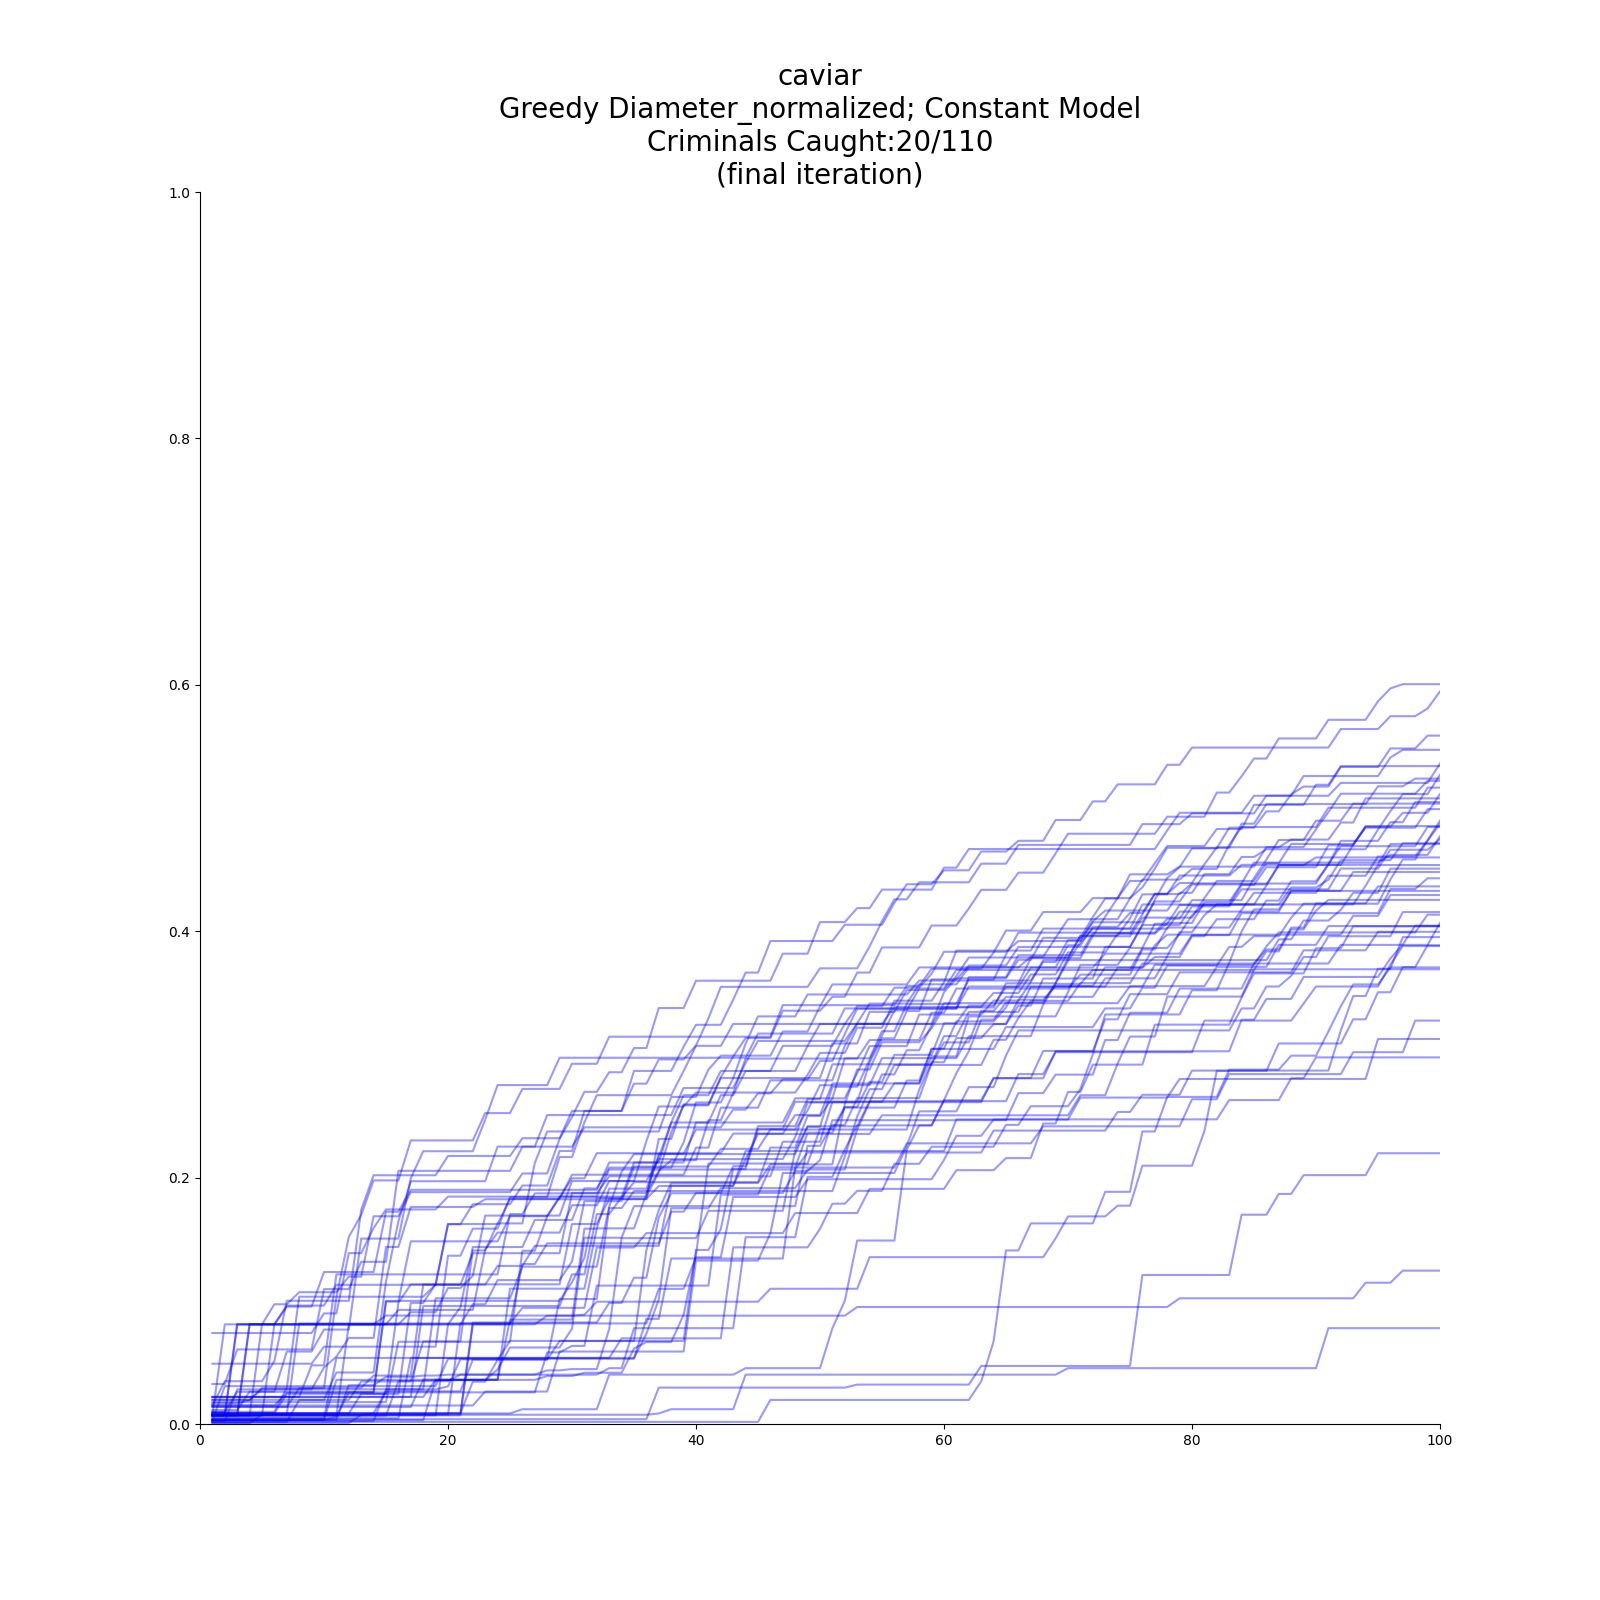 caviar
Greedy Diameter_normalized; Constant Model
Criminals Caught:20/110
(final iteration)
1.0
0.8
0.6
0.4
0.2
0.0
0 20 40 60 80 100